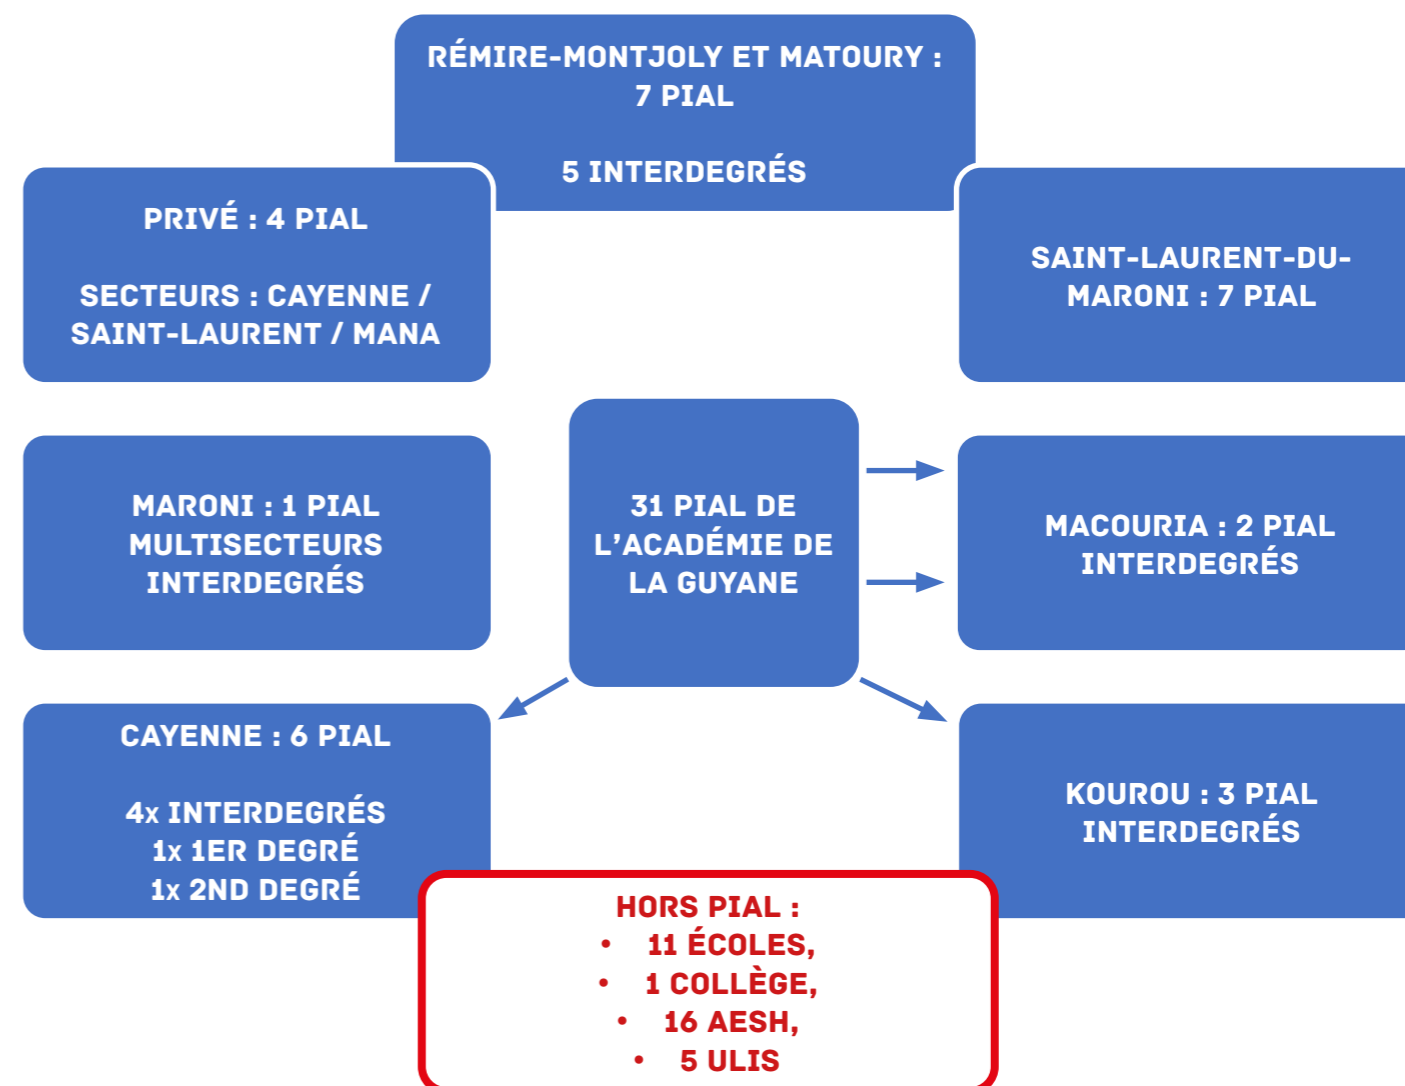 RÉMIRE-MONTJOLY ET MATOURY :
7 PIAL
5 INTERDEGRÉS
PRIVÉ : 4 PIAL
SECTEURS : CAYENNE /
SAINT-LAURENT / MANA
SAINT-LAURENT-DU-
MARONI : 7 PIAL
MARONI : 1 PIAL
MULTISECTEURS
INTERDEGRÉS
31 PIAL DE
L'ACADÉMIE DE
LA GUYANE
MACOURIA : 2 PIAL
INTERDEGRÉS
CAYENNE : 6 PIAL
4x INTERDEGRÉS
1x 1ER DEGRÉ
1x 2ND DEGRÉ
KOUROU : 3 PIAL
INTERDEGRÉS
HORS PIAL :
• 11 ÉCOLES,
• 1 COLLÈGE,
• 16 AESH,
• 5 ULIS